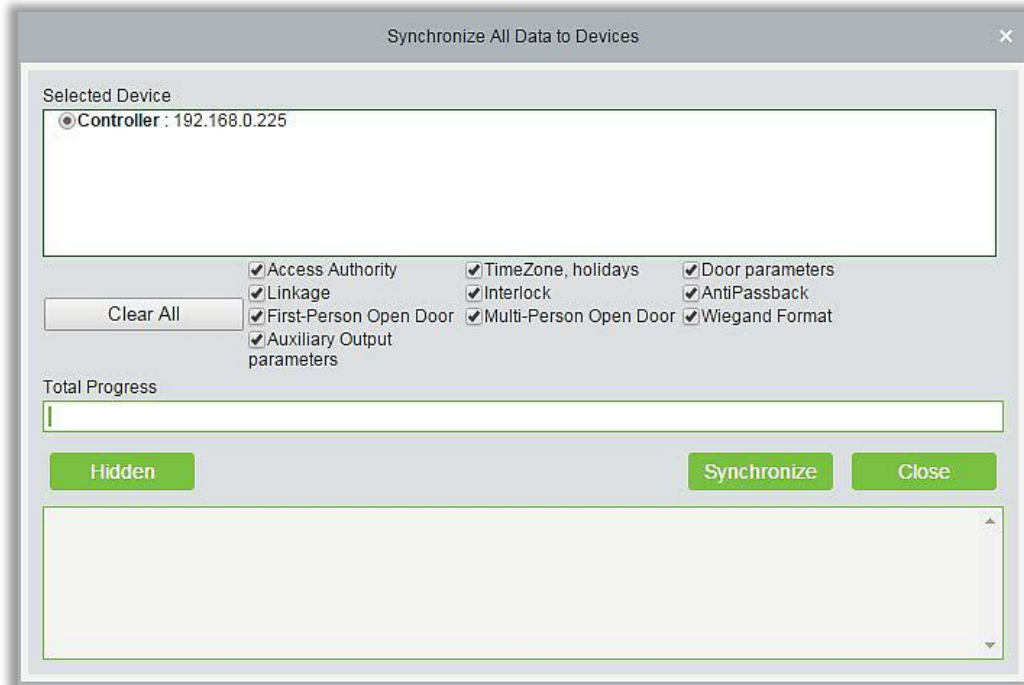 Synchronize All Data to Devices
Selected Device
Controller : 192.168.0.225
Access Authority TimeZone, holidays Door parameters
Linkage Interlock AntiPassback
Clear All
First-Person Open Door Multi-Person Open Door Wiegand Format
Auxiliary Output
parameters
Total Progress
Hidden Synchronize Close